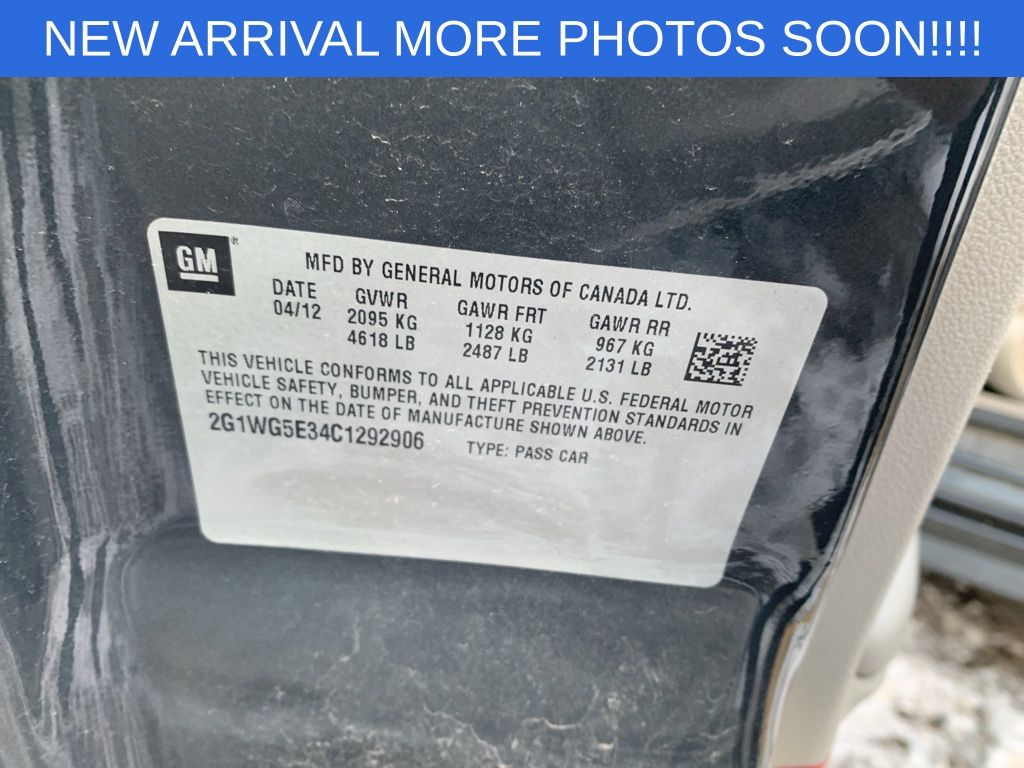 NEW ARRIVAL MORE PHOTOS SOON!!!!
GM®
MFD BY GENERAL MOTORS OF CANADA LTD.
DATE GVWR GAWR FRT GAWR RR
04/12 2095 KG 1128 KG 967 KG
4618 LB 2487 LB 2131 LB
THIS VEHICLE CONFORMS TO ALL APPLICABLE U.S. FEDERAL MOTOR
VEHICLE SAFETY, BUMPER, AND THEFT PREVENTION STANDARDS IN
EFFECT ON THE DATE OF MANUFACTURE SHOWN ABOVE.
2G1WG5E34C1292906 TYPE: PASS CAR